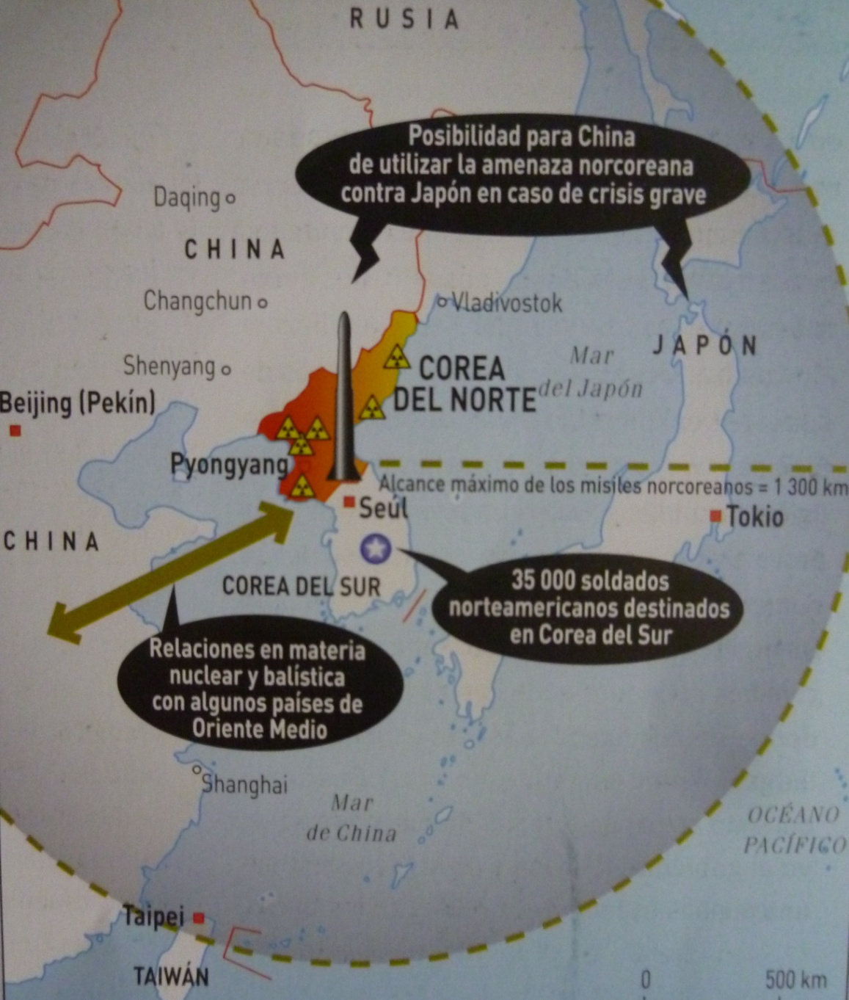 RUSIA
Posibilidad para China
de utilizar la amenaza norcoreana
contra Japón en caso de crisis grave
Daqing
CHINA
Changchun
Vladivostok
JAPÓN
Mar
del Japón
Shenyang
COREA
DEL NORTE
Beijing (Pekín)
Pyongyang
Alcance máximo de los misiles norcoreanos = 1 300 km
Seúl
Tokio
CHINA
COREA DEL SUR
35 000 soldados
norteamericanos destinados
en Corea del Sur
Relaciones en materia
nuclear y balística
con algunos países de
Oriente Medio
Shanghai
Mar
de China
OCÉANO
PACÍFICO
Taipei
TAIWÁN
0 500 km